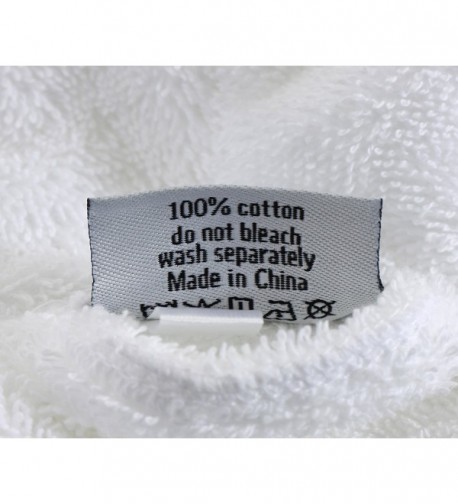 100% cotton
do not bleach
wash separately
Made in China